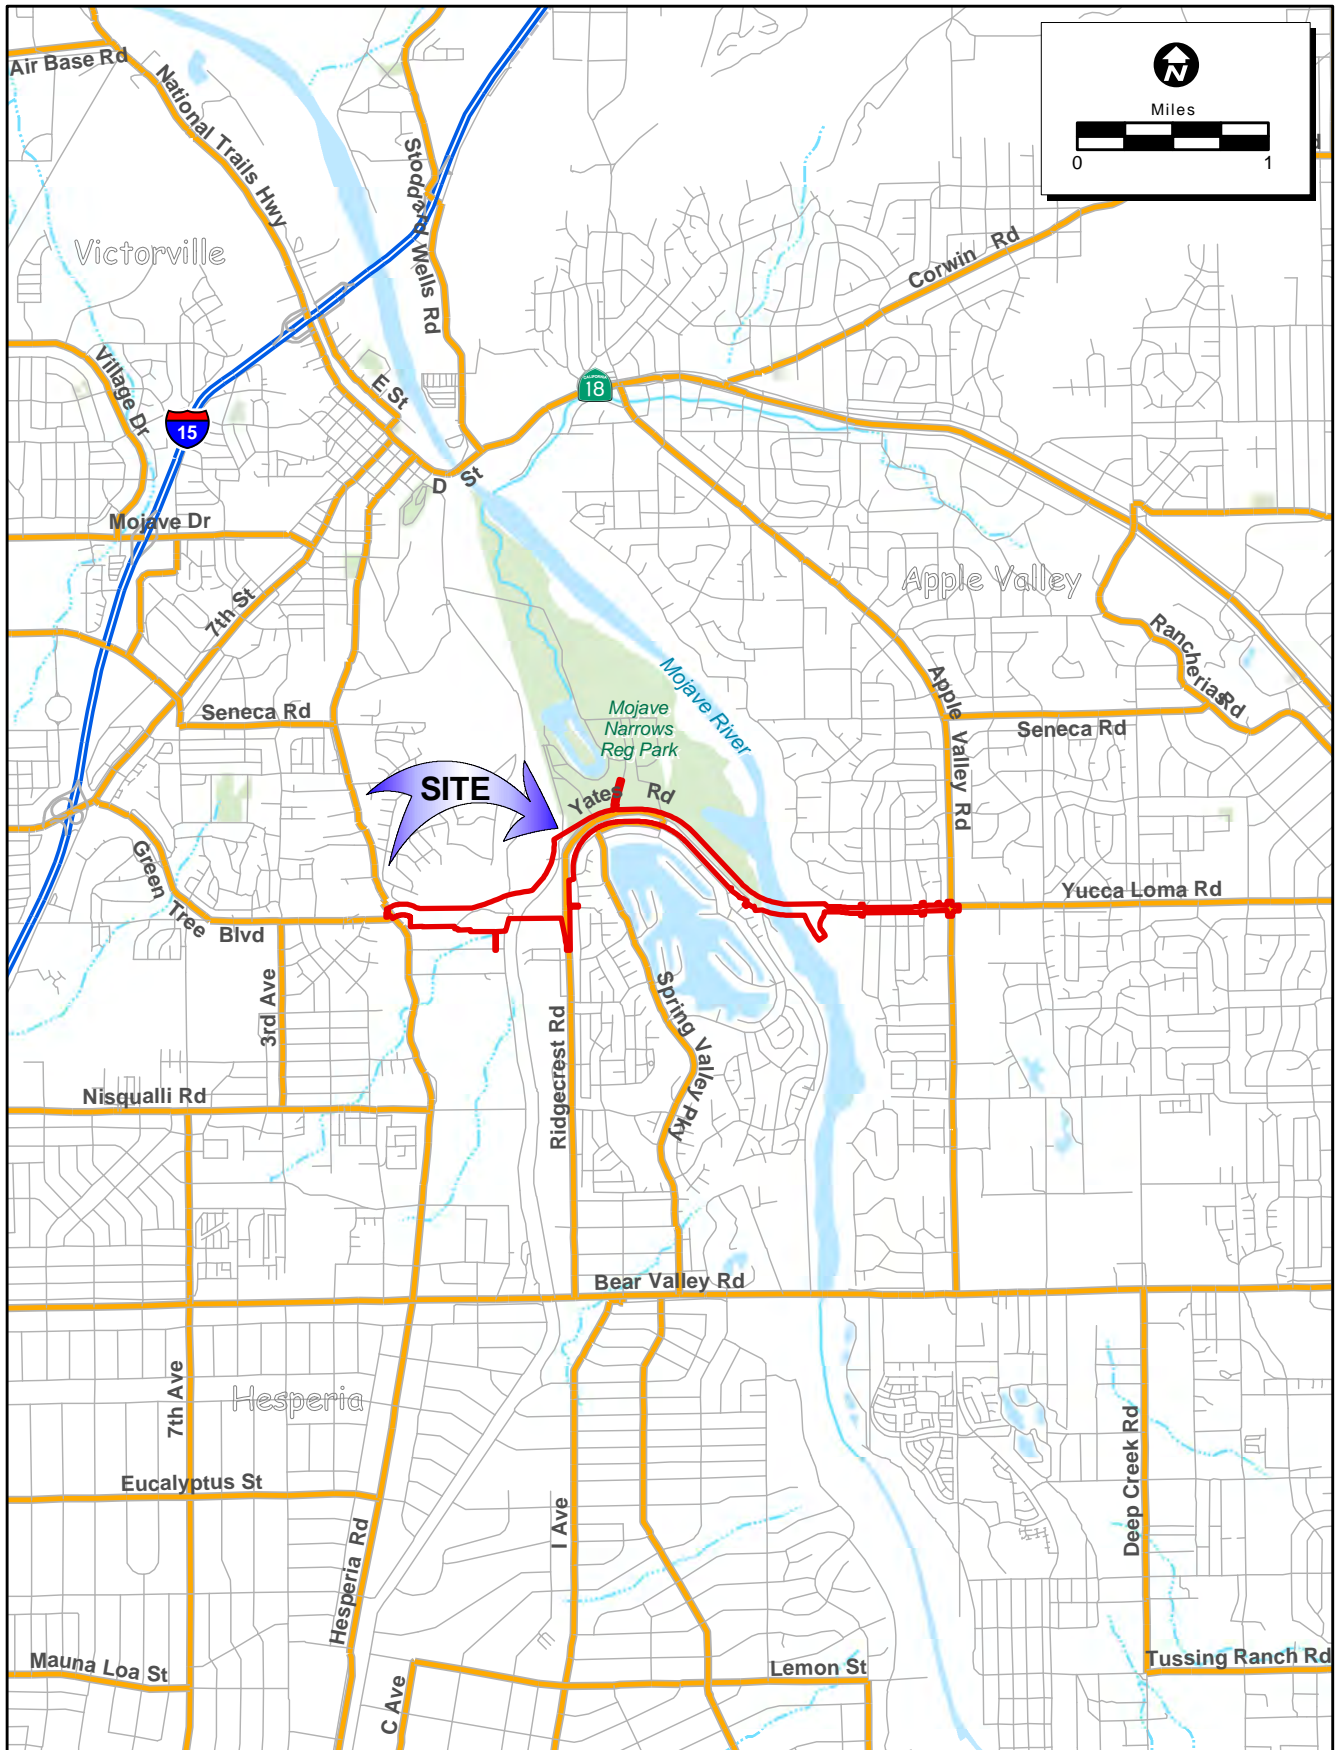 Air Base Rd
National Trails Hwy
Stoddard Wells Rd
N
Miles
0
1
Victorville
Corwin Rd
Village Dr
E St
CALIFORNIA
18
15
D St
Mojave Dr
Apple Valley
7th St
Rancherias Rd
Mojave River
Apple Valley Rd
Seneca Rd
Mojave
Narrows
Reg Park
Seneca Rd
SITE
Yates Rd
Green Tree Blvd
Yucca Loma Rd
3rd Ave
Spring Valley Pky
Ridgecrest Rd
Nisqualli Rd
Bear Valley Rd
7th Ave
Hesperia
Deep Creek Rd
Eucalyptus St
I Ave
Hesperia Rd
Mauna Loa St
C Ave
Lemon St
Tussing Ranch Rd